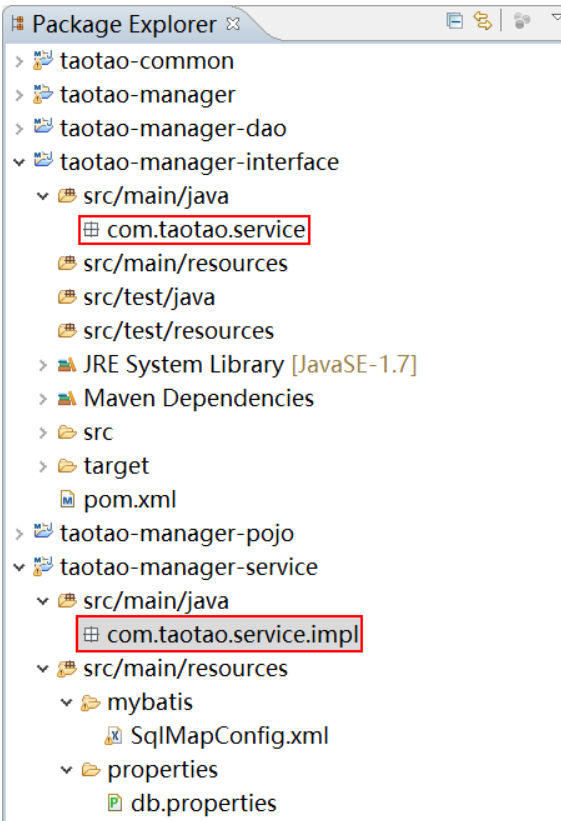 Package Explorer
taotao-common
taotao-manager
taotao-manager-dao
taotao-manager-interface
src/main/java
com.taotao.service
src/main/resources
src/test/java
src/test/resources
JRE System Library [JavaSE-1.7]
Maven Dependencies
src
target
pom.xml
taotao-manager-pojo
taotao-manager-service
src/main/java
com.taotao.service.impl
src/main/resources
mybatis
SqlMapConfig.xml
properties
db.properties